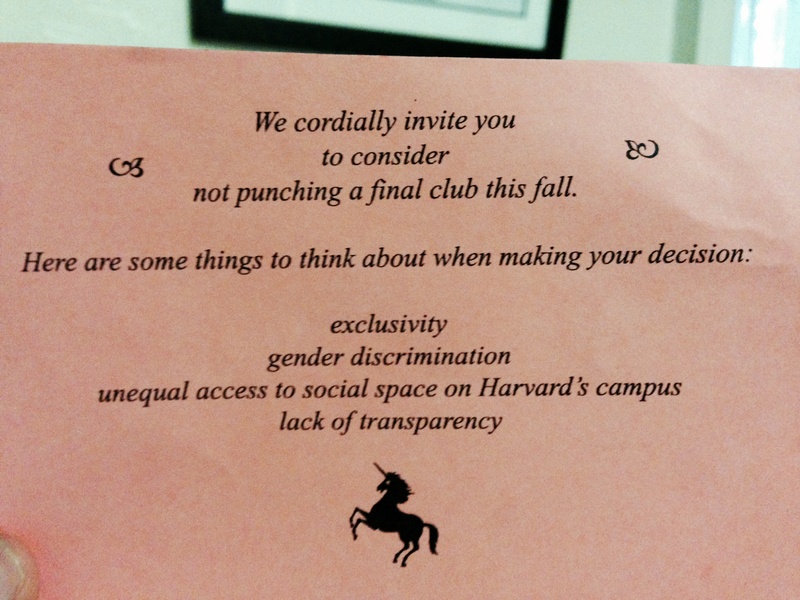 We cordially invite you
to consider
not punching a final club this fall.
Here are some things to think about when making your decision:
exclusivity
gender discrimination
unequal access to social space on Harvard's campus
lack of transparency